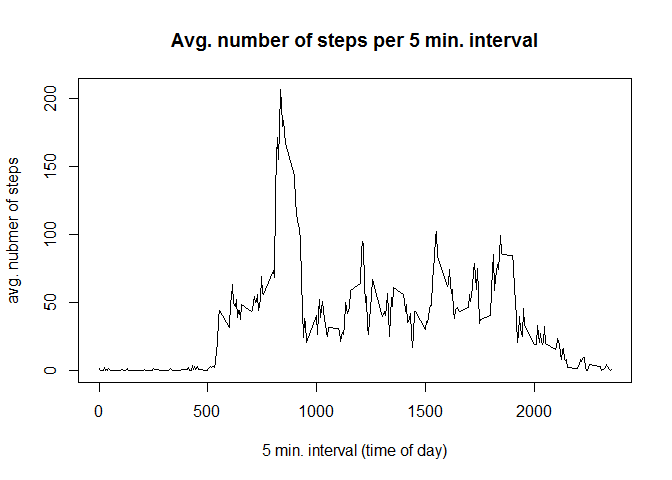 Avg. number of steps per 5 min. interval
avg. nubmer of steps
200
150
100
50
0
0 500 1000 1500 2000
5 min. interval (time of day)